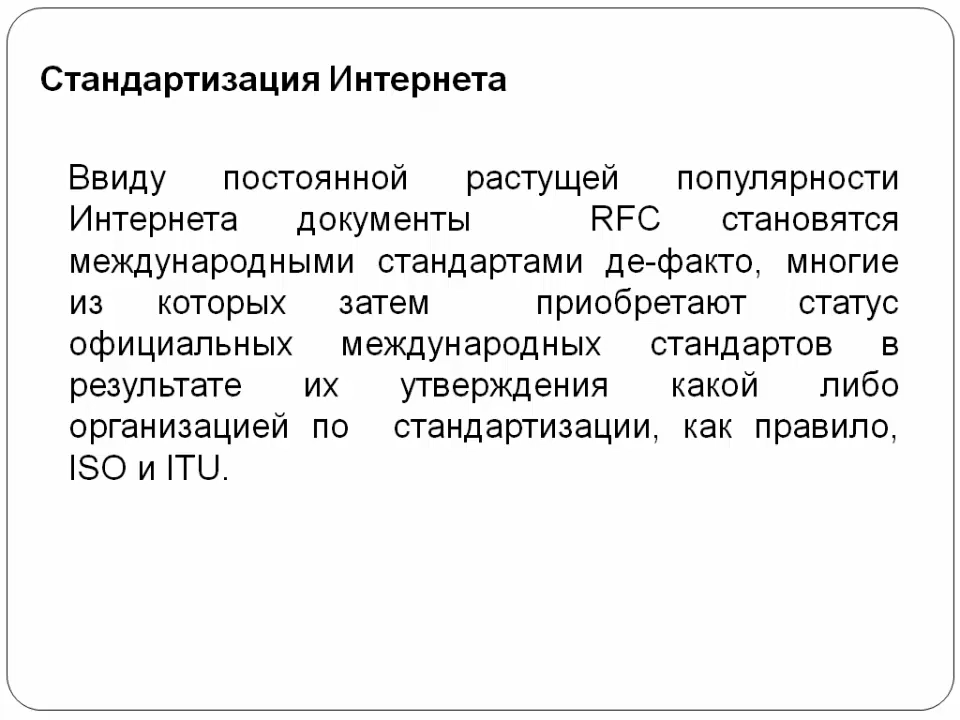 Стандартизация Интернета
Ввиду постоянной растущей популярности
Интернета документы RFC становятся
международными стандартами де-факто, многие
из которых затем приобретают статус
официальных международных стандартов в
результате их утверждения какой либо
организацией по стандартизации, как правило,
ISO и ITU.